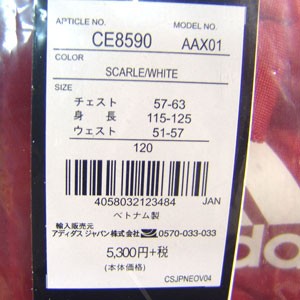 ARTICLE NO. MODEL NO.
CE8590 AAX01
COLOR
SCARLE/WHITE
SIZE
チェスト 57-63
身長 115-125
ウェスト 51-57
120
4058032123484 JAN
ベトナム製
輸入販売元
アディダス ジャパン株式会社 0570-033-033
5,300円+税
(本体価格)
CSJPNEOV04
do